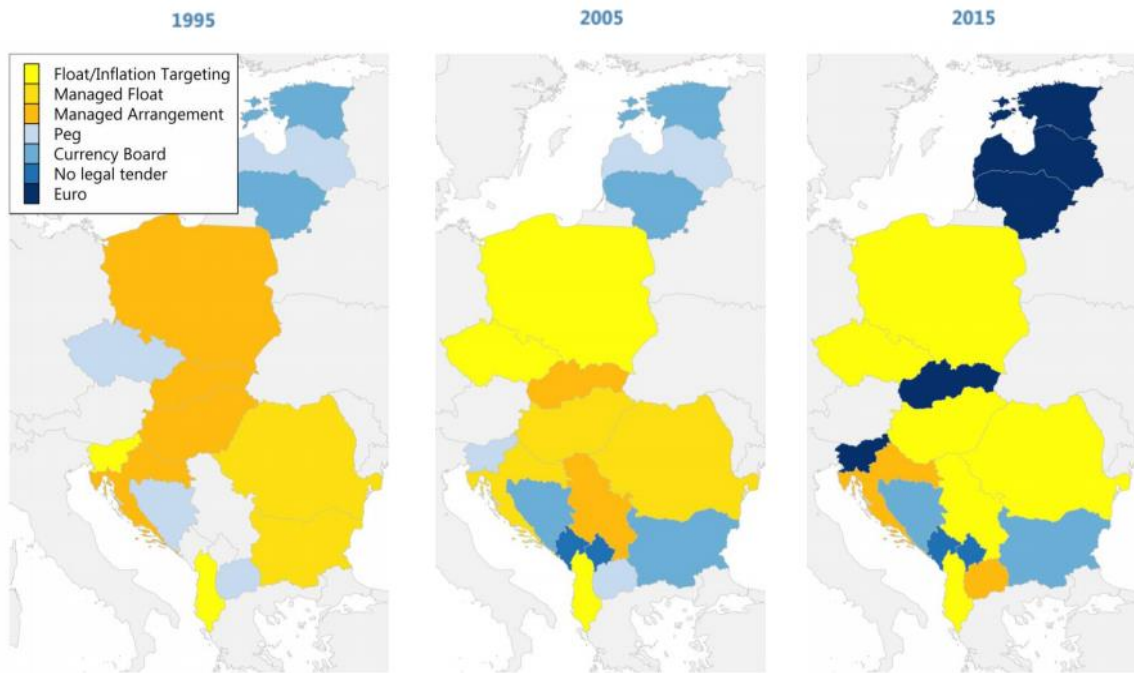 1995
2005
2015
Float/Inflation Targeting
Managed Float
Managed Arrangement
Peg
Currency Board
No legal tender
Euro